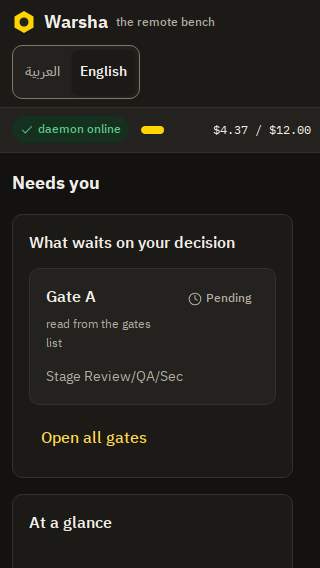 Warsha the remote bench
العربية English
daemon online $4.37 / $12.00
Needs you
What waits on your decision
Gate A Pending
read from the gates
list
Stage Review/QA/Sec
Open all gates
At a glance